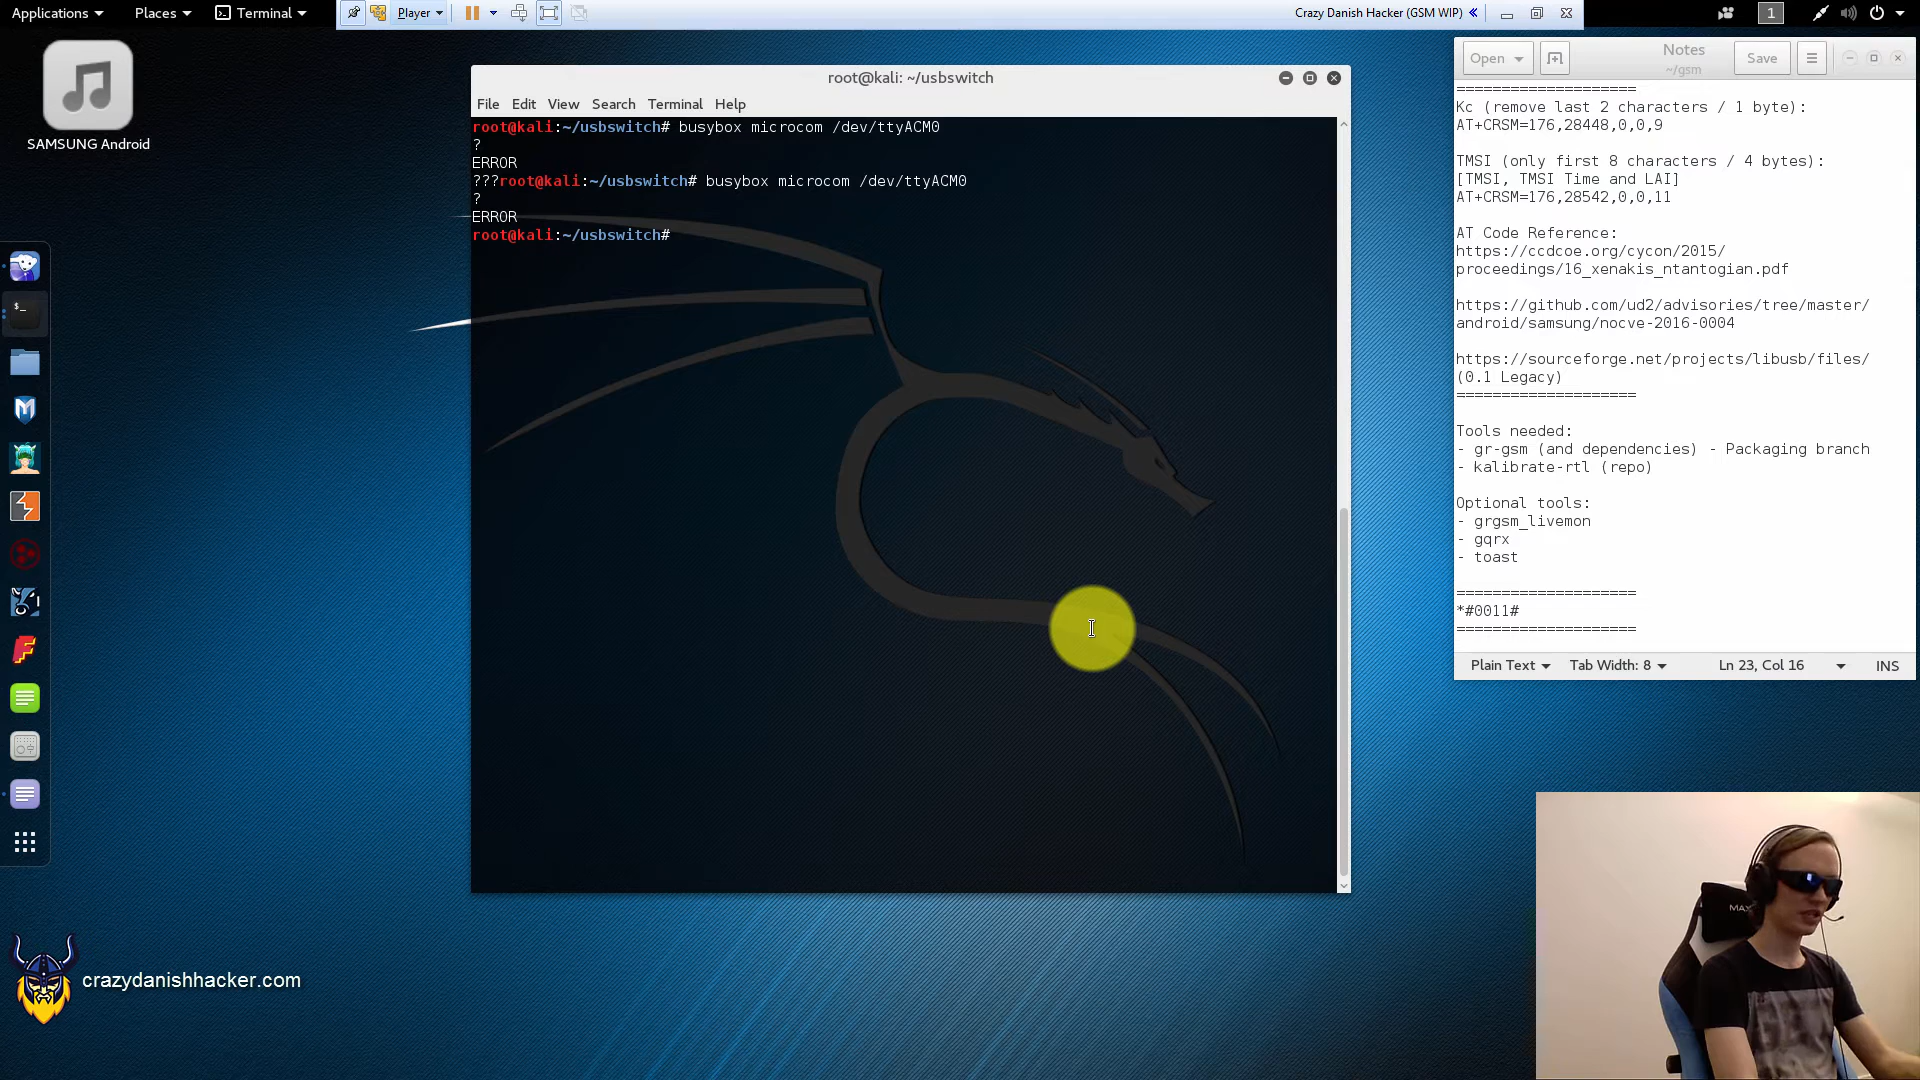 Applications
Places
Terminal
Player
Crazy Danish Hacker (GSM WIP)
1
SAMSUNG Android
root@kali: ~/usbswitch
File Edit View Search Terminal Help
root@kali:~/usbswitch# busybox microcom /dev/ttyACM0
?
ERROR
???root@kali:~/usbswitch# busybox microcom /dev/ttyACM0
?
ERROR
root@kali:~/usbswitch#
Open
Notes
~/gsm
Save
====================
Kc (remove last 2 characters / 1 byte):
AT+CRSM=176,28448,0,0,9
TMSI (only first 8 characters / 4 bytes):
[TMSI, TMSI Time and LAI]
AT+CRSM=176,28542,0,0,11
AT Code Reference:
https://ccdcoe.org/cycon/2015/
proceedings/16_xenakis_ntantogian.pdf
https://github.com/ud2/advisories/tree/master/
android/samsung/nocve-2016-0004
https://sourceforge.net/projects/libusb/files/
(0.1 Legacy)
====================
Tools needed:
- gr-gsm (and dependencies) - Packaging branch
- kalibrate-rtl (repo)
Optional tools:
- grgsm_livemon
- gqrx
- toast
====================
*#0011#
====================
Plain Text
Tab Width: 8
Ln 23, Col 16
INS
crazydanishhacker.com
MAX